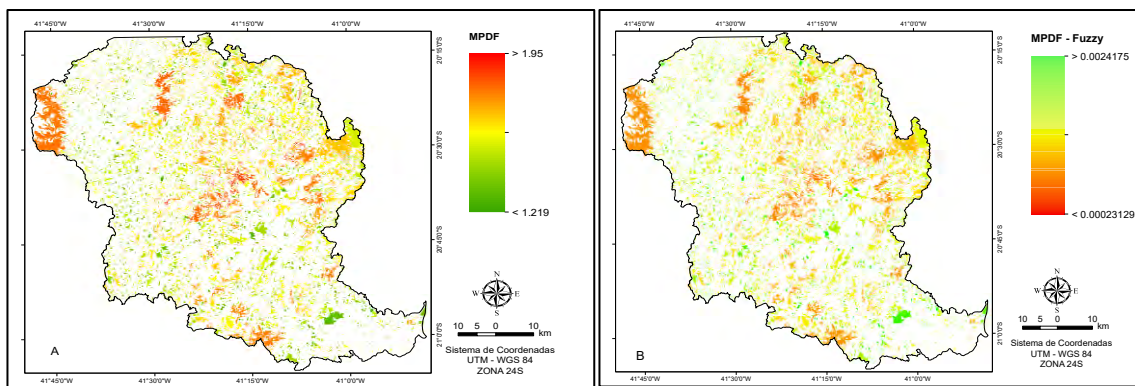 41°45'0"W 41°30'0"W 41°15'0"W 41°0'0"W
20°15'0"S
20°30'0"S
20°45'0"S
21°0'0"S
MPDF
> 1.95
< 1.219
N
W E
S
10 5 0 10
km
Sistema de Coordenadas
UTM - WGS 84
ZONA 24S
A
41°45'0"W 41°30'0"W 41°15'0"W 41°0'0"W
41°45'0"W 41°30'0"W 41°15'0"W 41°0'0"W
20°15'0"S
20°30'0"S
20°45'0"S
21°0'0"S
MPDF - Fuzzy
> 0.0024175
< 0.00023129
N
W E
S
10 5 0 10
km
Sistema de Coordenadas
UTM - WGS 84
ZONA 24S
B
41°45'0"W 41°30'0"W 41°15'0"W 41°0'0"W